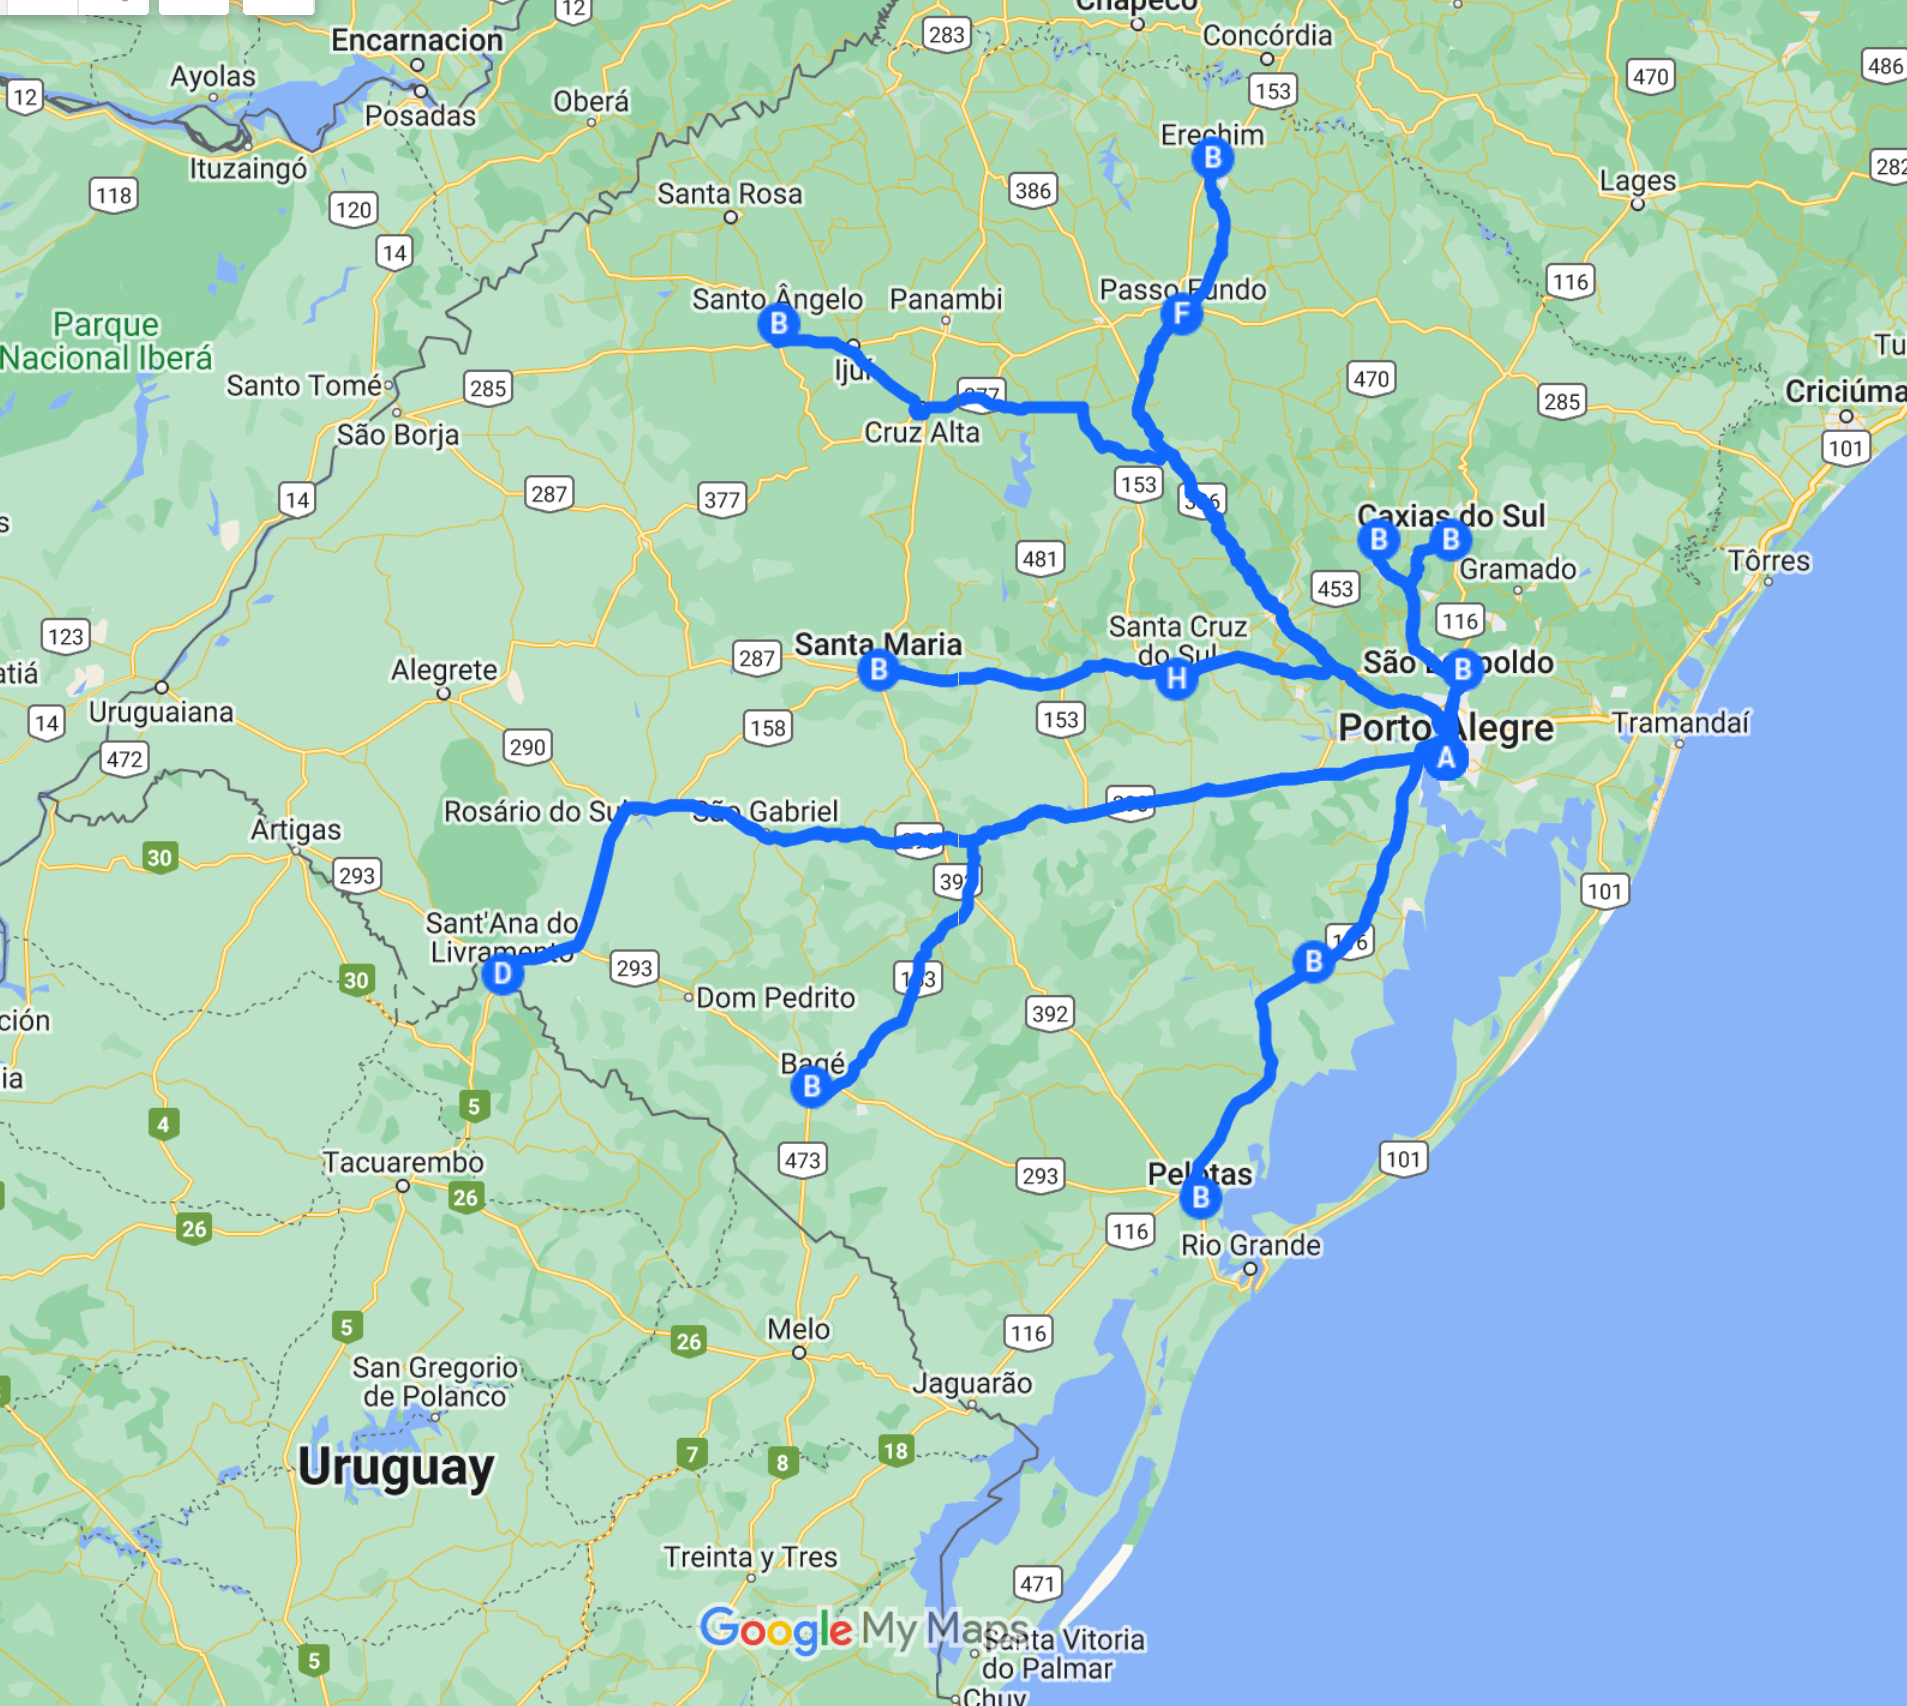 Chapecó
12
283
Concórdia
Encarnacion
486
470
Ayolas
12
153
Oberá
Posadas
Erechim
Ituzaingó
282
118
386
Santa Rosa
Lages
120
14
116
Passo Fundo
Santo Ângelo
Panambi
Parque
Nacional Iberá
Tu
Ijuí
470
Santo Tomé
285
377
Criciúma
285
São Borja
Cruz Alta
101
153
14
287
377
386
s
Caxias do Sul
B
B
B
F
B
481
Tôrres
Gramado
453
116
123
Santa Cruz
do Sul
Santa Maria
287
São Leopoldo
B
B
H
Alegrete
atiá
Uruguaiana
14
153
158
Porto Alegre
Tramandaí
290
472
A
290
Rosário do Sul
São Gabriel
Artigas
290
30
293
392
101
Sant'Ana do
Livramento
116
B
293
D
30
153
Dom Pedrito
392
ción
Bagé
ia
B
5
4
473
101
Tacuarembo
293
Pelotas
26
B
26
116
Rio Grande
5
Melo
116
26
San Gregorio
de Polanco
Jaguarão
Uruguay
7
8
18
Treinta y Tres
471
Google My Maps
Santa Vitoria
do Palmar
5
Chuy